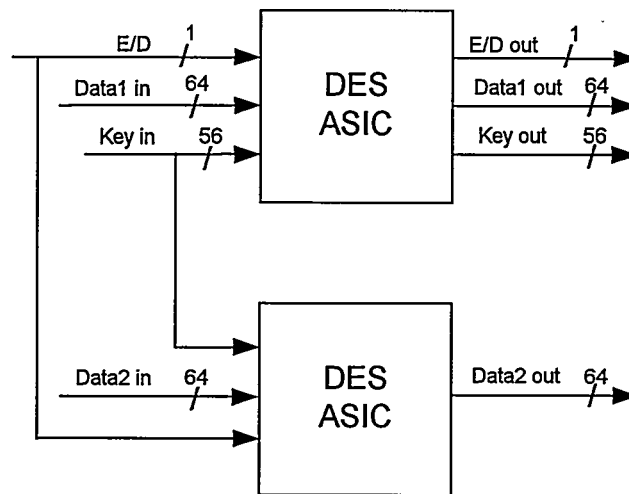 E/D 1
Data1 in 64
Key in 56
DES
ASIC
E/D out 1
Data1 out 64
Key out 56
Data2 in 64
DES
ASIC
Data2 out 64